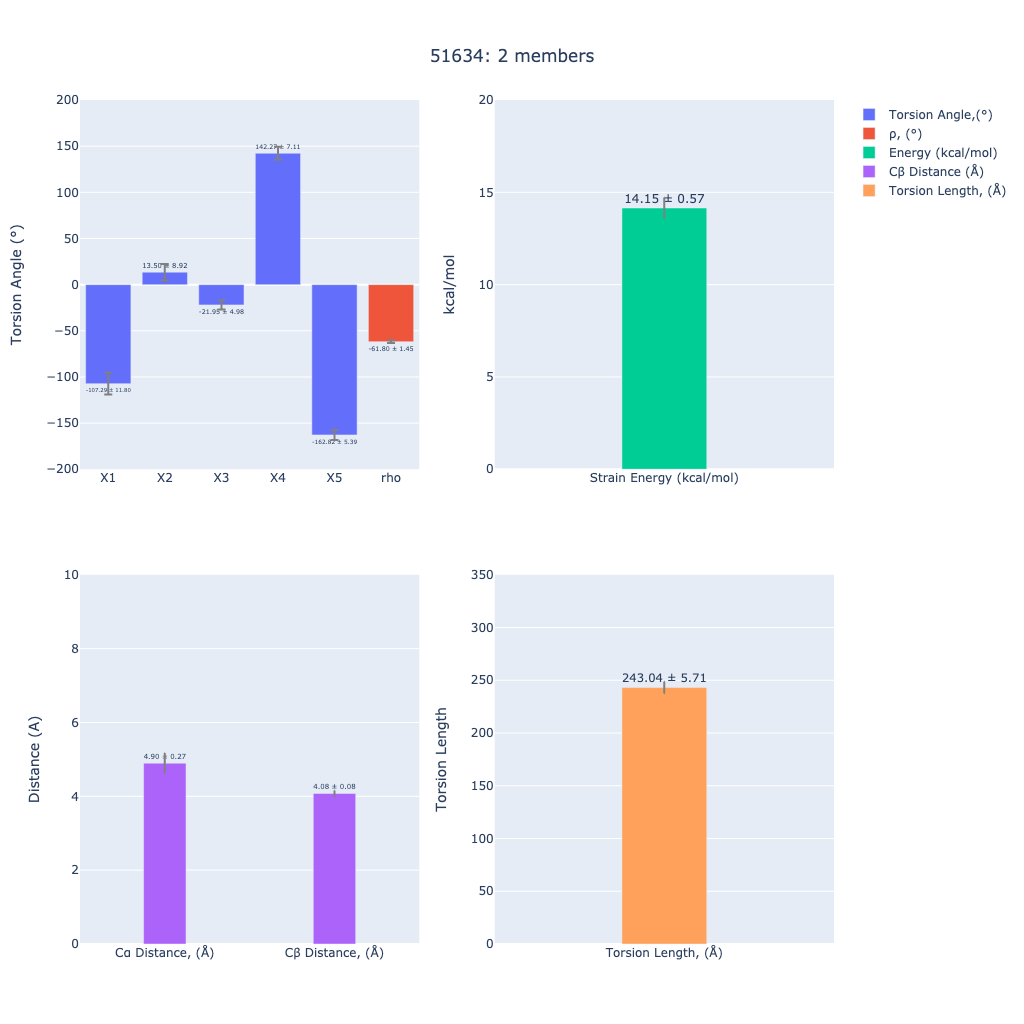 51634: 2 members
Torsion Angle (°)
200
150
100
50
0
−50
−100
−150
−200
-107.29 ± 11.80
13.50 ± 8.92
-21.95 ± 4.98
142.27 ± 7.11
-162.82 ± 5.39
-61.80 ± 1.45
X1 X2 X3 X4 X5 rho
kcal/mol
20
15
10
5
0
14.15 ± 0.57
Strain Energy (kcal/mol)
Torsion Angle,(°)
ρ, (°)
Energy (kcal/mol)
Cβ Distance (Å)
Torsion Length, (Å)
Distance (A)
10
8
6
4
2
0
4.90 ± 0.27
4.08 ± 0.08
Cα Distance, (Å) Cβ Distance, (Å)
Torsion Length
350
300
250
200
150
100
50
0
243.04 ± 5.71
Torsion Length, (Å)